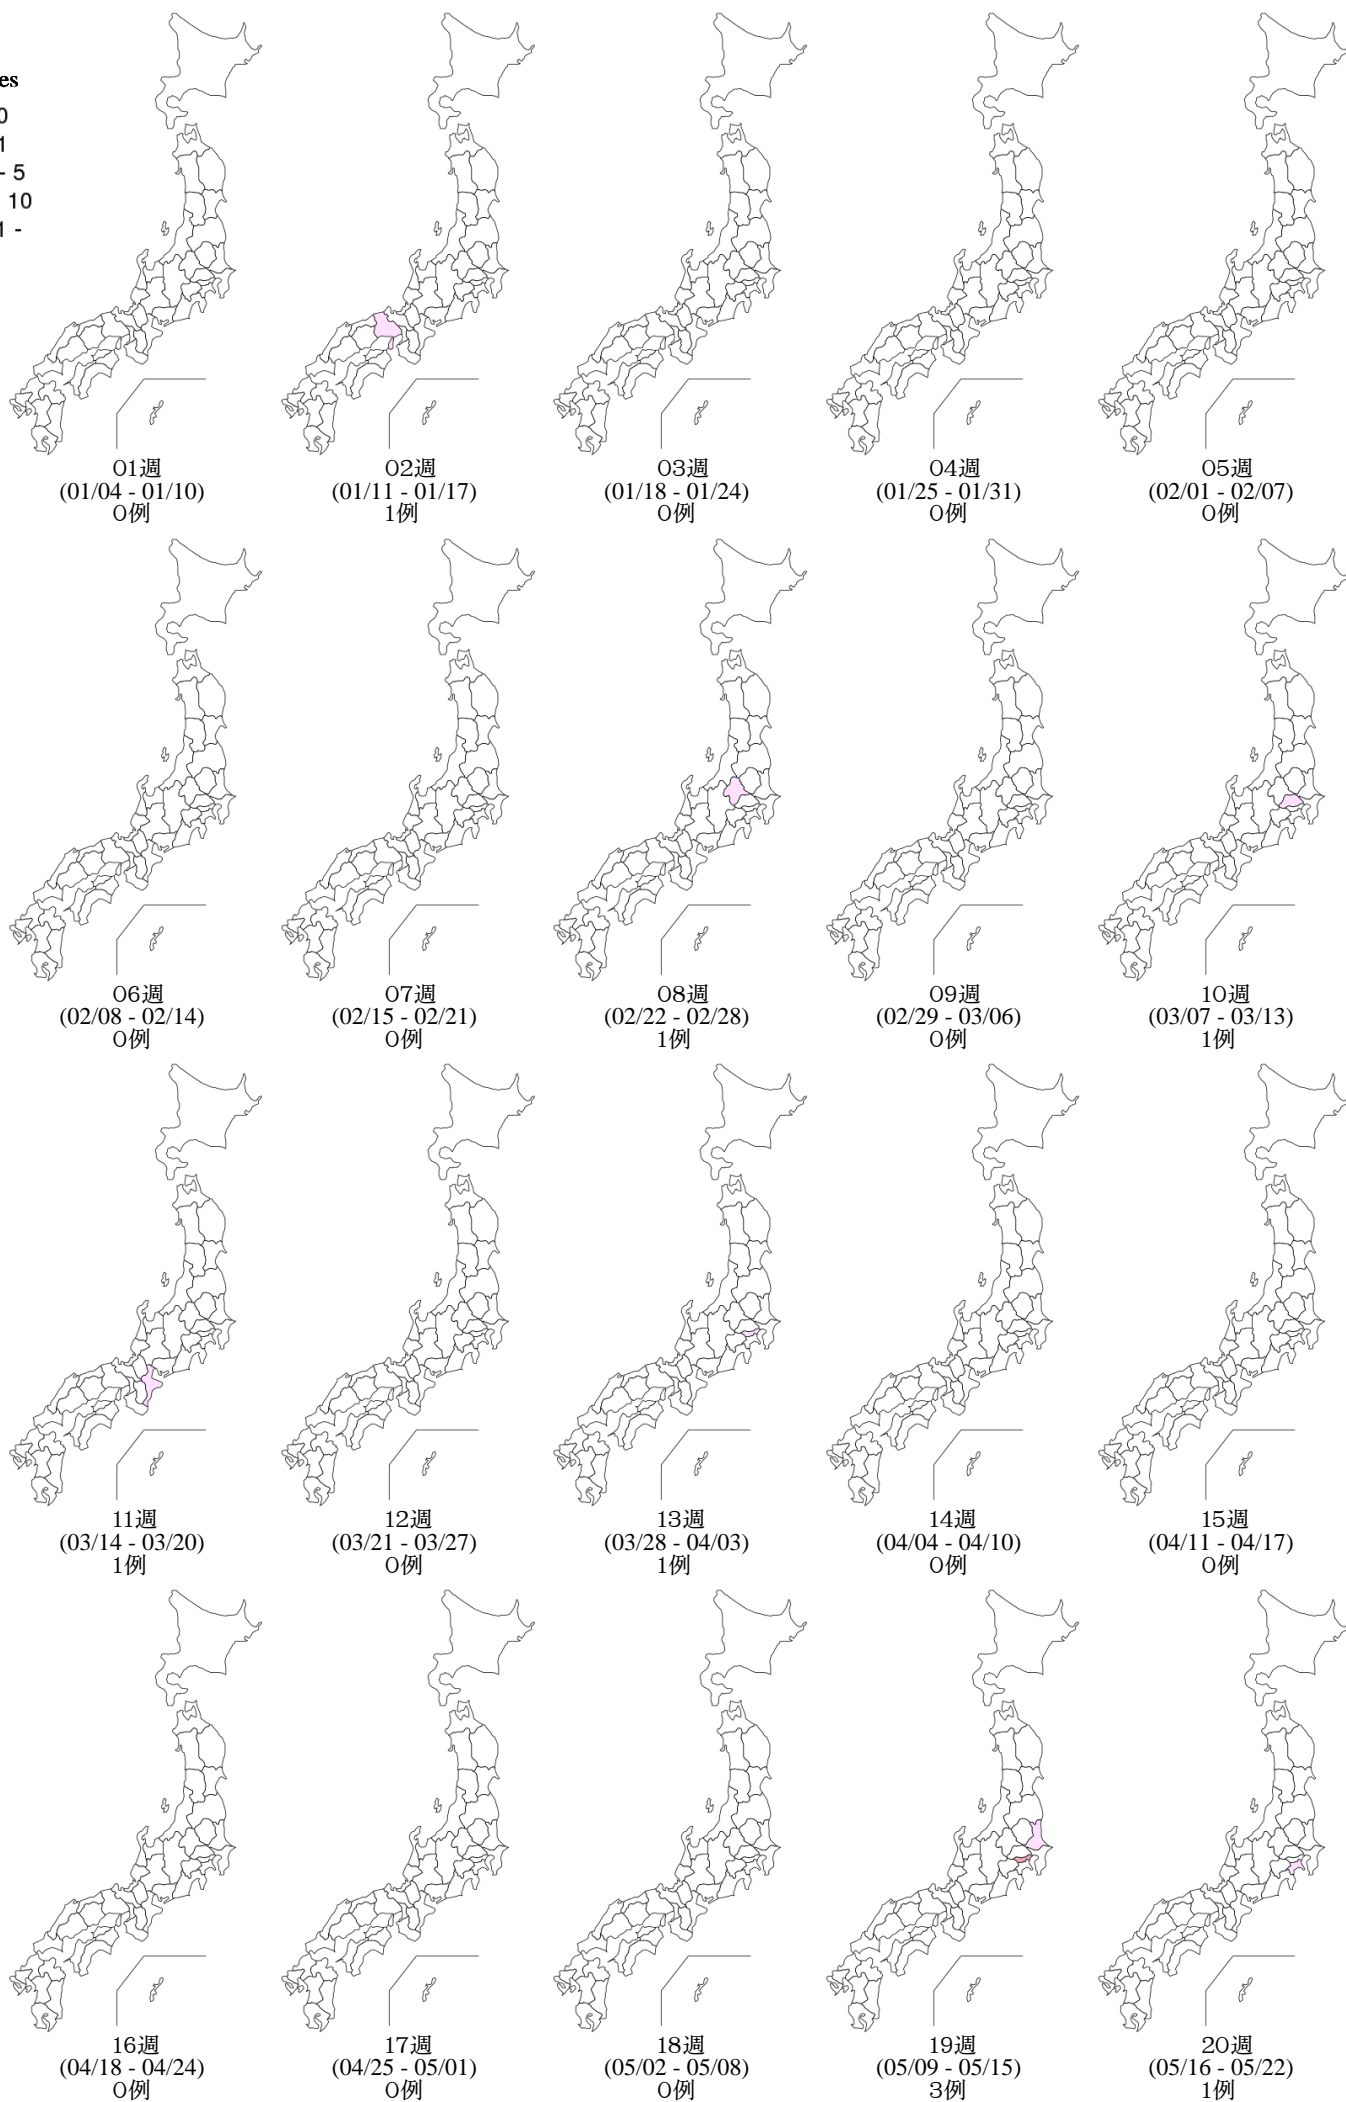 es
0
1
- 5
10
1 -
01週
(01/04 - 01/10)
0例
02週
(01/11 - 01/17)
1例
03週
(01/18 - 01/24)
0例
04週
(01/25 - 01/31)
0例
05週
(02/01 - 02/07)
0例
06週
(02/08 - 02/14)
0例
07週
(02/15 - 02/21)
0例
08週
(02/22 - 02/28)
1例
09週
(02/29 - 03/06)
0例
10週
(03/07 - 03/13)
1例
11週
(03/14 - 03/20)
1例
12週
(03/21 - 03/27)
0例
13週
(03/28 - 04/03)
1例
14週
(04/04 - 04/10)
0例
15週
(04/11 - 04/17)
0例
16週
(04/18 - 04/24)
0例
17週
(04/25 - 05/01)
0例
18週
(05/02 - 05/08)
0例
19週
(05/09 - 05/15)
3例
20週
(05/16 - 05/22)
1例